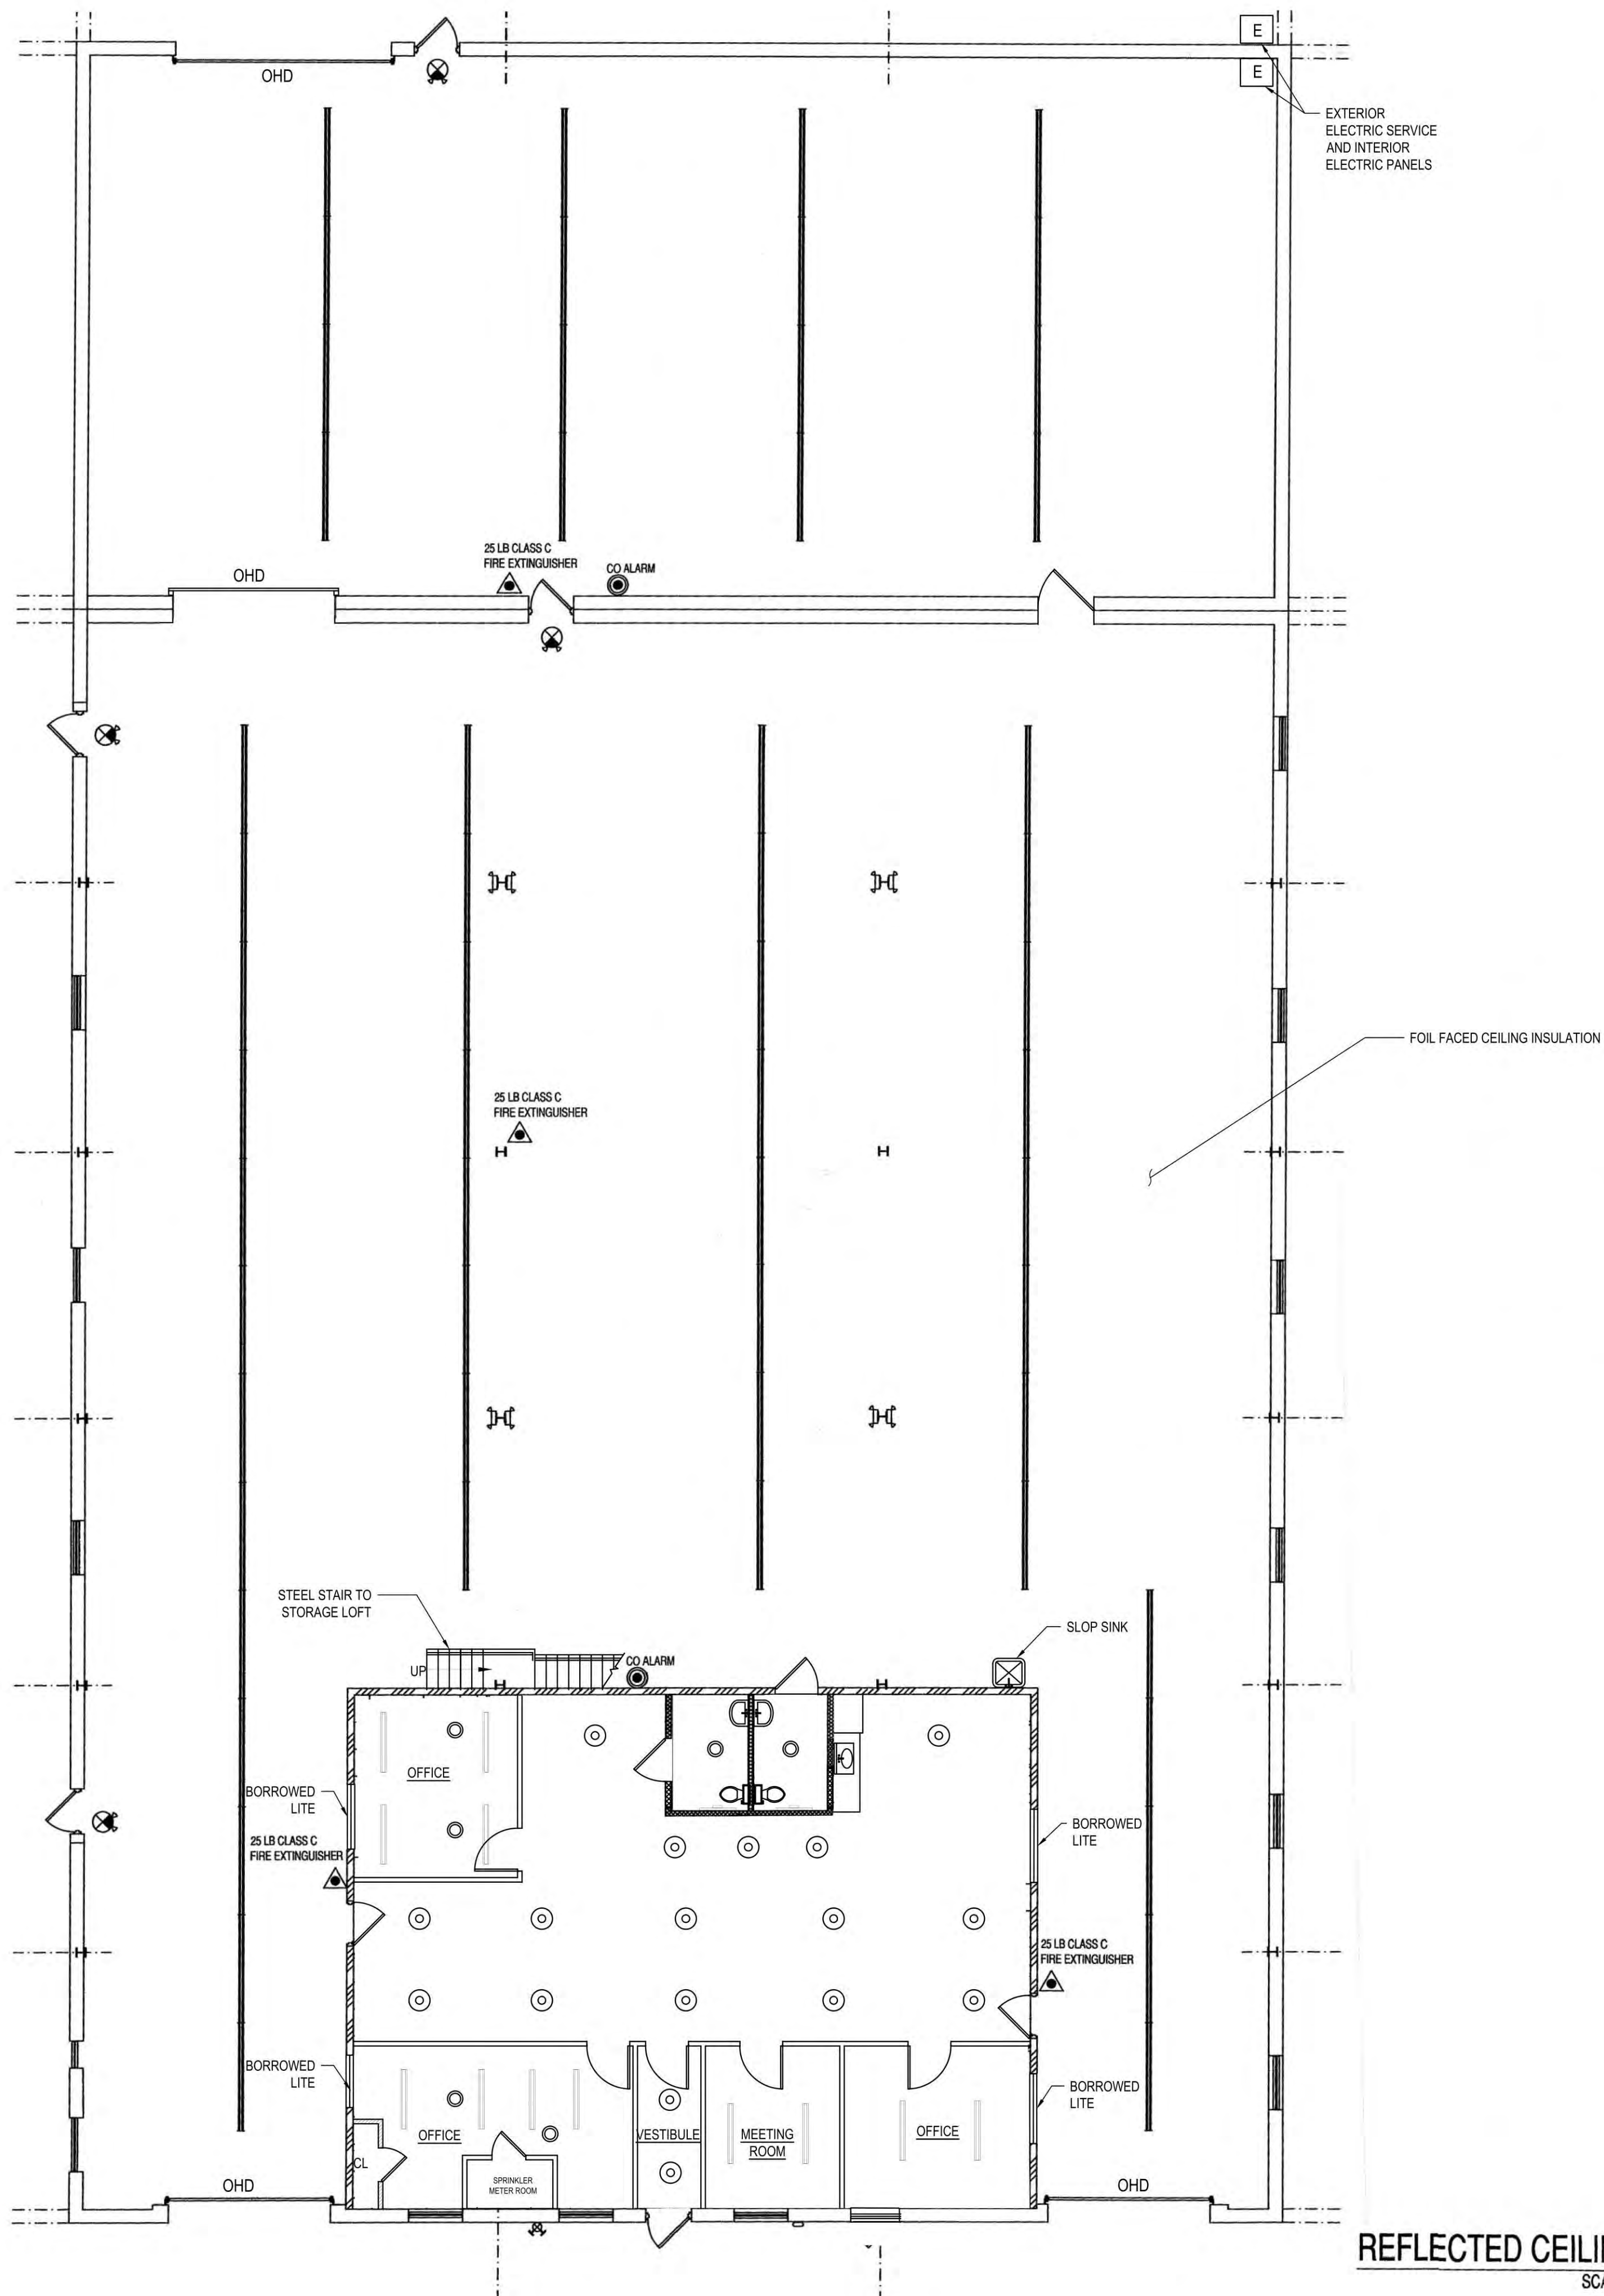 E
OHD
E
EXTERIOR
ELECTRIC SERVICE
AND INTERIOR
ELECTRIC PANELS
25 LB CLASS C
FIRE EXTINGUISHER
CO ALARM
OHD
FOIL FACED CEILING INSULATION
25 LB CLASS C
FIRE EXTINGUISHER
STEEL STAIR TO
STORAGE LOFT
SLOP SINK
UP
CO ALARM
OFFICE
BORROWED
LITE
BORROWED
LITE
25 LB CLASS C
FIRE EXTINGUISHER
25 LB CLASS C
FIRE EXTINGUISHER
BORROWED
LITE
BORROWED
LITE
OFFICE
VESTIBULE
MEETING
ROOM
OFFICE
CL
SPRINKLER
METER ROOM
OHD
OHD
REFLECTED